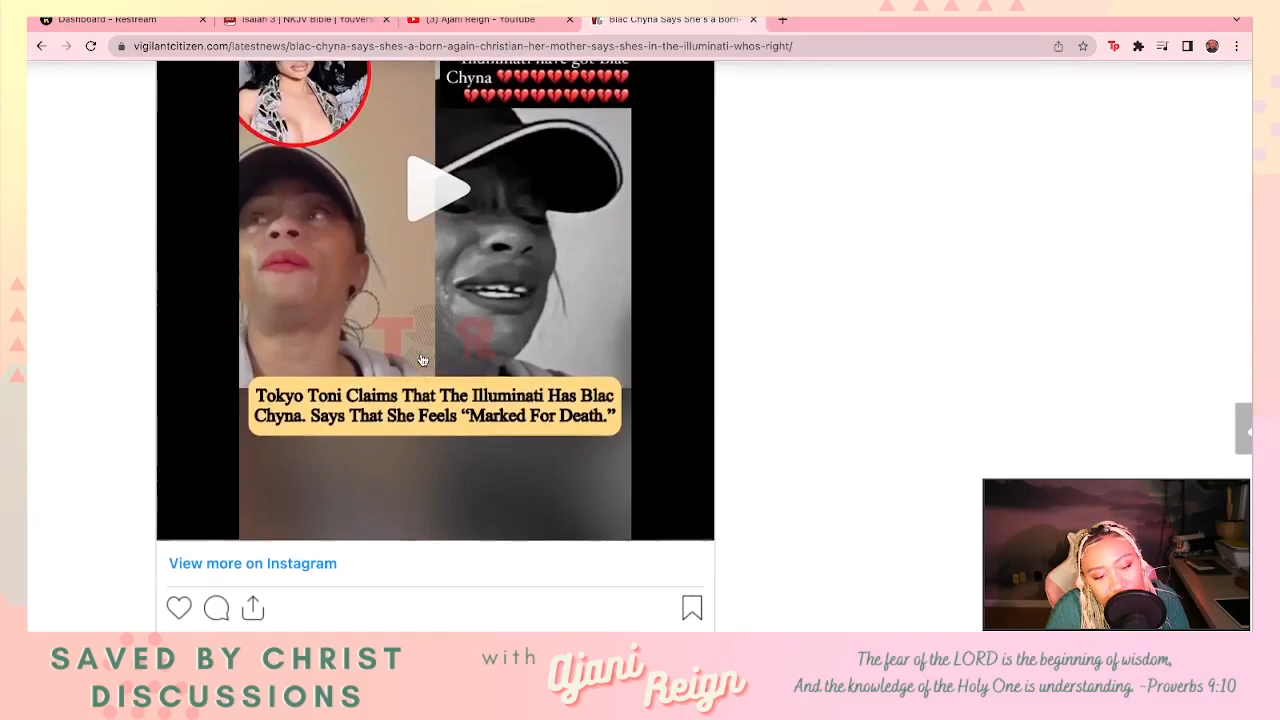 Dashboard - Restream
Isaiah 3 | NKJV Bible | YouVers
(3) Ajani Reign - YouTube
Blac Chyna Says She's a Born-
vigilantcitizen.com/latestnews/blac-chyna-says-shes-a-born-again-christian-her-mother-says-shes-in-the-illuminati-whos-right/
Illuminati have got Blac
Chyna 💔💔💔💔💔💔💔💔💔
💔💔💔💔💔💔💔💔💔💔💔
T R
Tokyo Toni Claims That The Illuminati Has Blac
Chyna. Says That She Feels “Marked For Death.”
View more on Instagram
SAVED BY CHRIST
DISCUSSIONS
with
Ajani
Reign
The fear of the LORD is the beginning of wisdom,
And the knowledge of the Holy One is understanding. -Proverbs 9:10